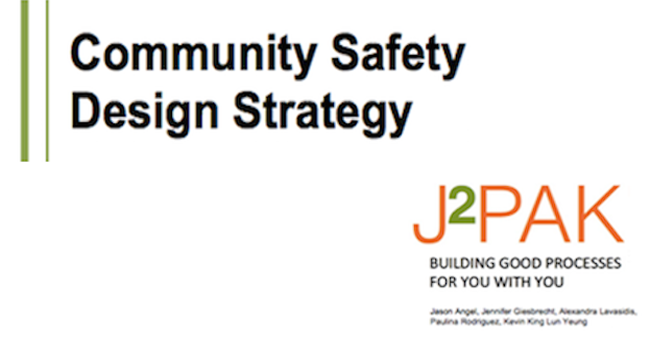 Community Safety
Design Strategy
J2PAK
BUILDING GOOD PROCESSES
FOR YOU WITH YOU
Jason Angel, Jennifer Giesbrecht, Alexandra Lavasidis,
Paulina Rodriguez, Kevin King Lun Yeung